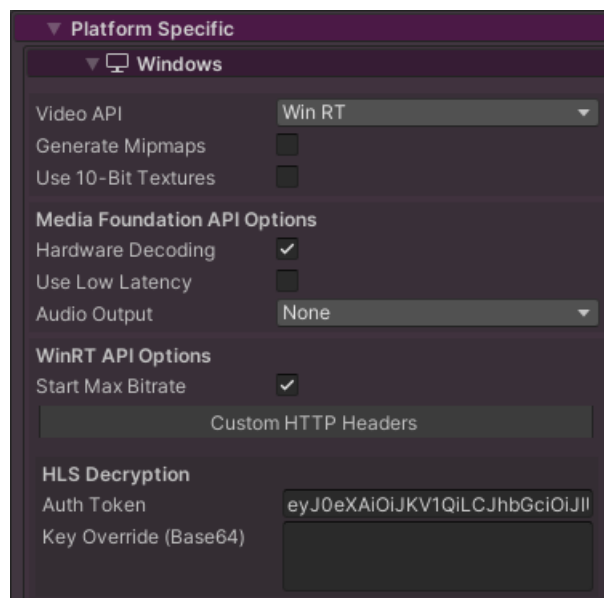 Platform Specific
Windows
Video API Win RT
Generate Mipmaps
Use 10-Bit Textures
Media Foundation API Options
Hardware Decoding
Use Low Latency
Audio Output None
WinRT API Options
Start Max Bitrate
Custom HTTP Headers
HLS Decryption
Auth Token eyJ0eXAiOiJKV1QiLCJhbGciOiJIU
Key Override (Base64)